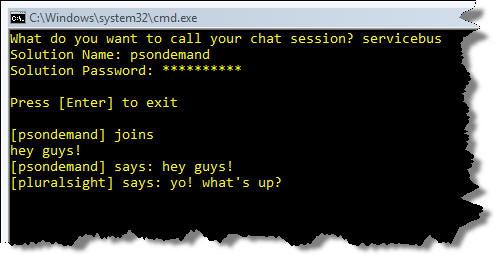 C:\Windows\system32\cmd.exe
What do you want to call your chat session? servicebus
Solution Name: psondemand
Solution Password: **********
Press [Enter] to exit
[psondemand] joins
hey guys!
[psondemand] says: hey guys!
[pluralsight] says: yo! what's up?